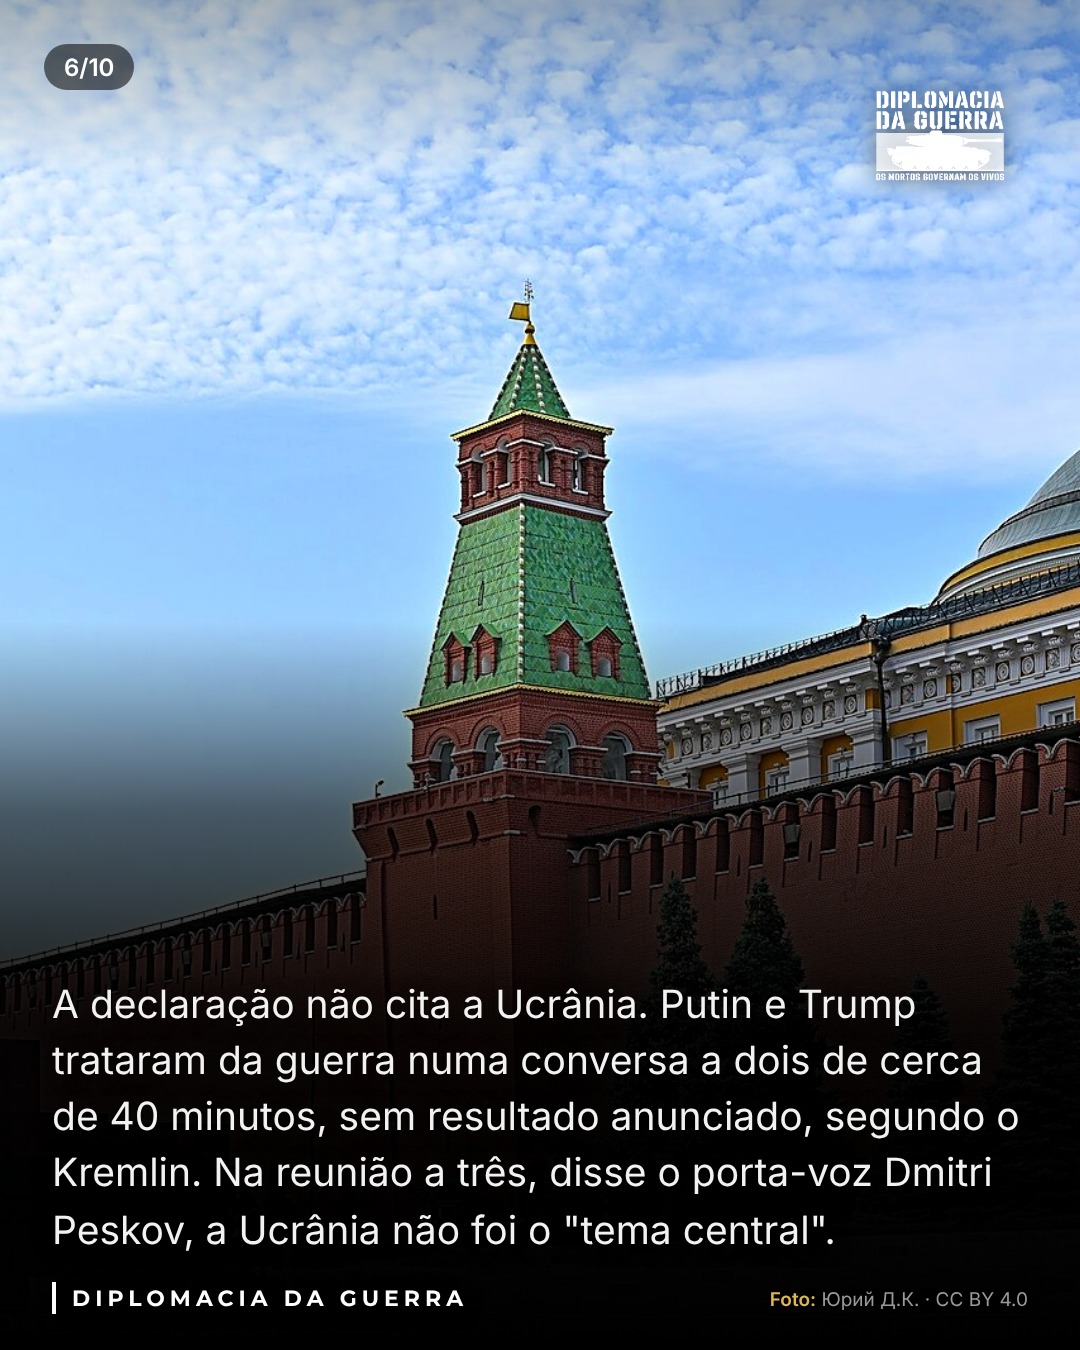 6/10
DIPLOMACIA
DA GUERRA
OS MORTOS GOVERNAM OS VIVOS
A declaração não cita a Ucrânia. Putin e Trump
trataram da guerra numa conversa a dois de cerca
de 40 minutos, sem resultado anunciado, segundo o
Kremlin. Na reunião a três, disse o porta-voz Dmitri
Peskov, a Ucrânia não foi o "tema central".
DIPLOMACIA DA GUERRA
Foto: Юрий Д.К. · CC BY 4.0